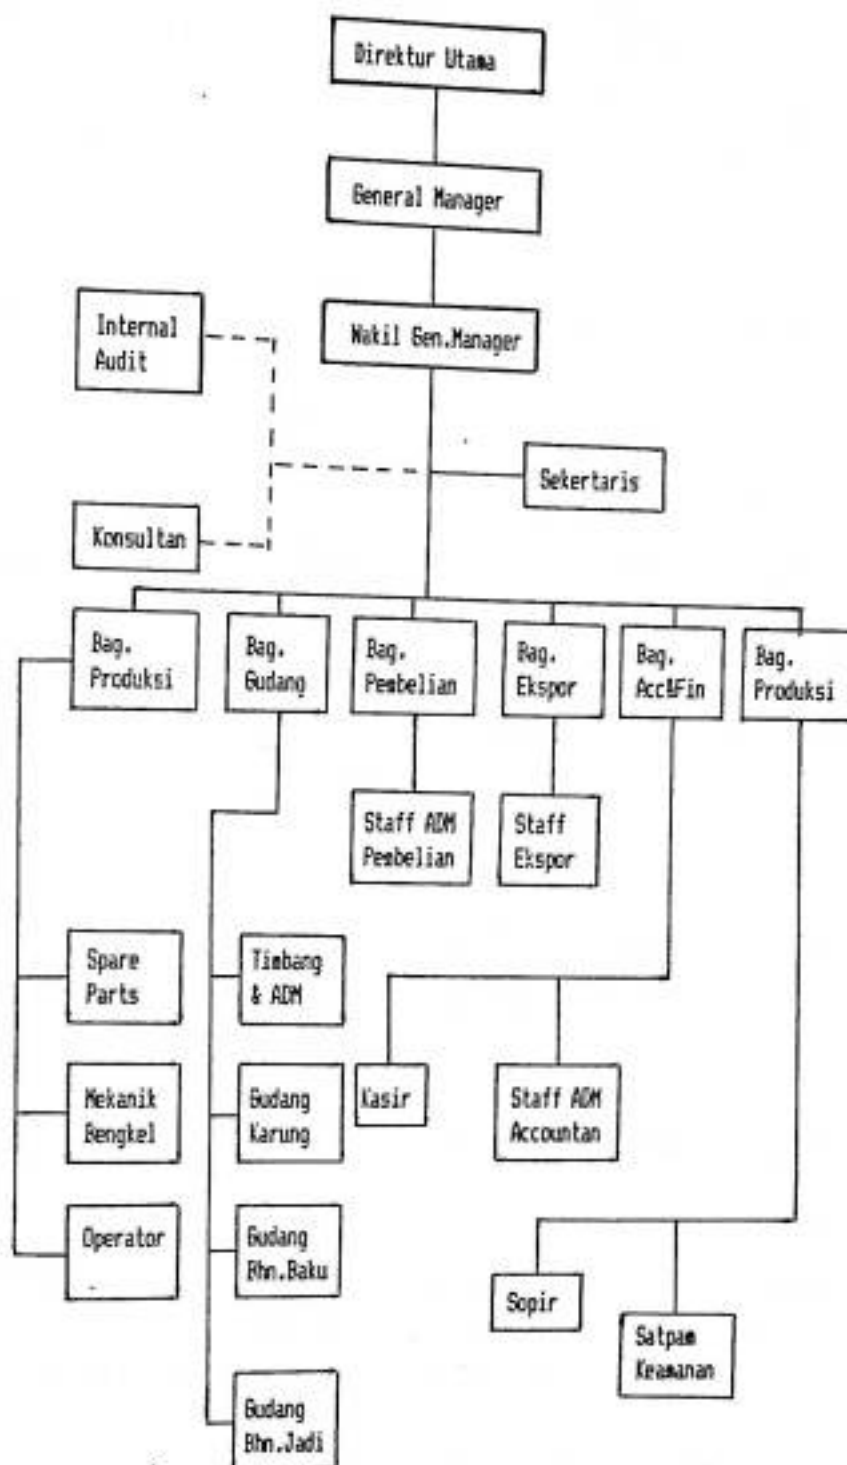 Direktur Utama
General Manager
Wakil Gen.Manager
Internal
Audit
Sekertaris
Konsultan
Bag.
Produksi
Bag.
Gudang
Bag.
Pembelian
Bag.
Ekspor
Bag.
Acc&Fin
Bag.
Produksi
Staff ADM
Pembelian
Staff
Ekspor
Spare
Parts
Timbang
& ADM
Mekanik
Bengkel
Gudang
Karung
Kasir
Staff ADM
Accountan
Operator
Gudang
Bhn.Baku
Sopir
Satpam
Keamanan
Gudang
Bhn.Jadi